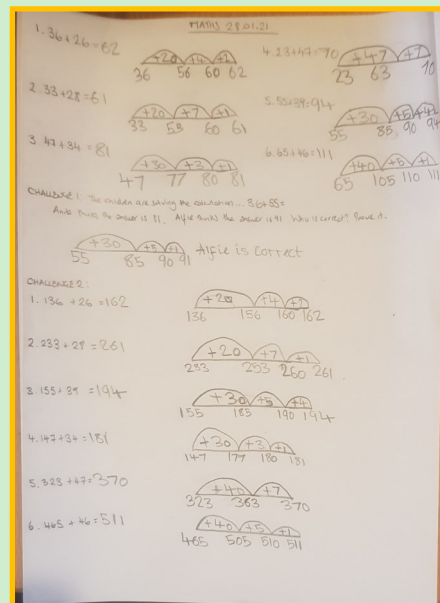 MATHS 28.01.21
1. 36+26=62
+20 +4 +2
36 56 60 62
2. 33+28=61
+20 +7 +1
33 53 60 61
3. 47+34=81
+30 +3 +1
47 77 80 81
4. 23+47=70
+47 +7
23 63 70
5. 55+39=94
+30 +5 +4
55 85 90 94
6. 65+46=111
+40 +5 +1
65 105 110 111
CHALLENGE 1: The children are solving the calculation... 36+55=
thinks the answer is 81. Alfie thinks the answer is 91. Who is correct? Prove it.
+30 +5 +1
55 85 90 91
Alfie is correct
CHALLENGE 2:
1. 136 +26 =162
+20 +4 +2
136 156 160 162
2. 233 +28 =261
+20 +7 +1
233 253 260 261
3. 155+39 =194
+30 +5 +4
155 185 190 194
4. 147+34 =181
+30 +3 +1
147 177 180 181
5. 323 +47=370
+40 +7
323 363 370
6. 465 + 46=511
+40 +5 +1
465 505 510 511